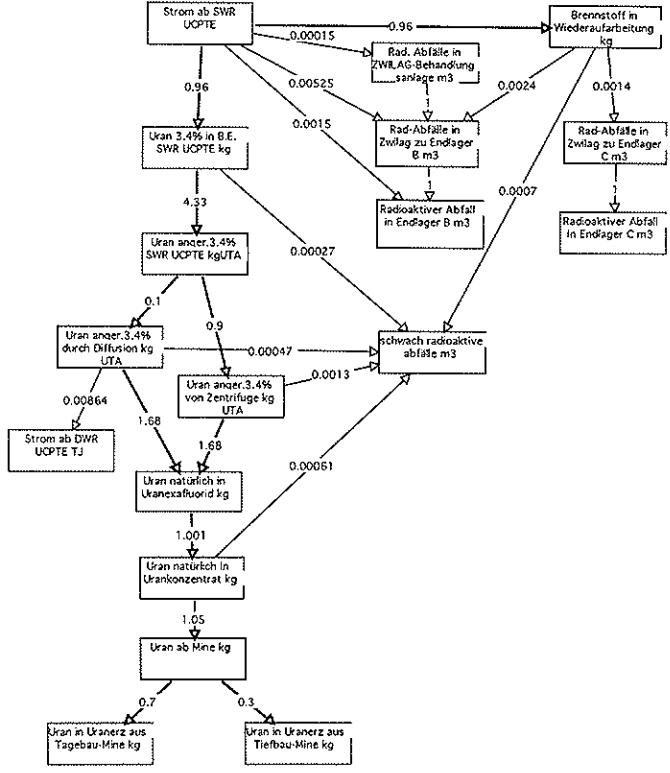 Strom ab SWR
UCPTE
0.96
Brennstoff in
Wiederaufarbeitung
kg
0.00015
Rad. Abfälle in
ZWILAG-Behandlung
sanlage m3
0.96
0.00525
0.0024
0.0014
0.0015
Uran 3.4% in B.E.
SWR UCPTE kg
Rad-Abfälle in
Zwilag zu Endlager
B m3
Rad-Abfälle in
Zwilag zu Endlager
C m3
1
1
0.0007
4.33
Radioaktiver Abfall
in Endlager B m3
Radioaktiver Abfall
in Endlager C m3
Uran anger.3.4%
SWR UCPTE kgUTA
0.00027
0.1
0.9
Uran anger.3.4%
durch Diffusion kg
UTA
0.00047
schwach radioaktive
abfälle m3
Uran anger.3.4%
von Zentrifuge kg
UTA
0.0013
0.00864
1.68
1.68
Strom ab DWR
UCPTE TJ
0.00061
Uran natürlich in
Uranexafluorid kg
1.001
Uran natürlich in
Urankonzentrat kg
1.05
Uran ab Mine kg
0.7
0.3
Uran in Uranerz aus
Tagebau-Mine kg
Uran in Uranerz aus
Tiefbau-Mine kg